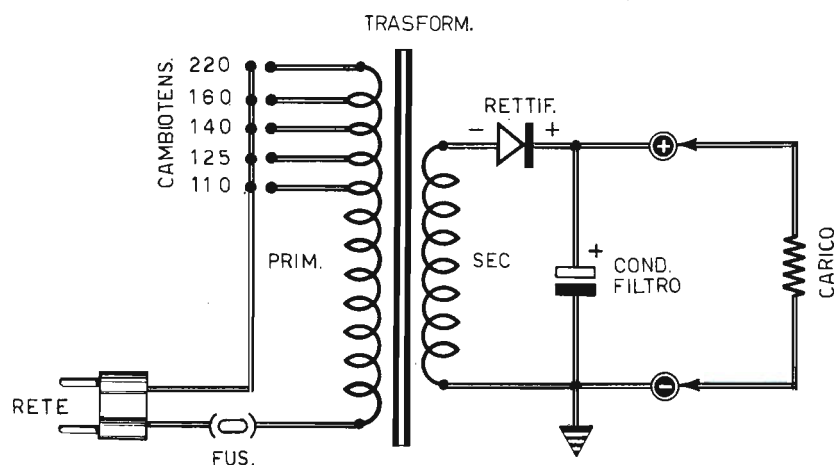 TRASFORM.
CAMBIOTENS.
220
160
140
125
110
PRIM.
RETTIF.
- +
+
SEC
+
COND.
FILTRO
CARICO
-
RETE
FUS.